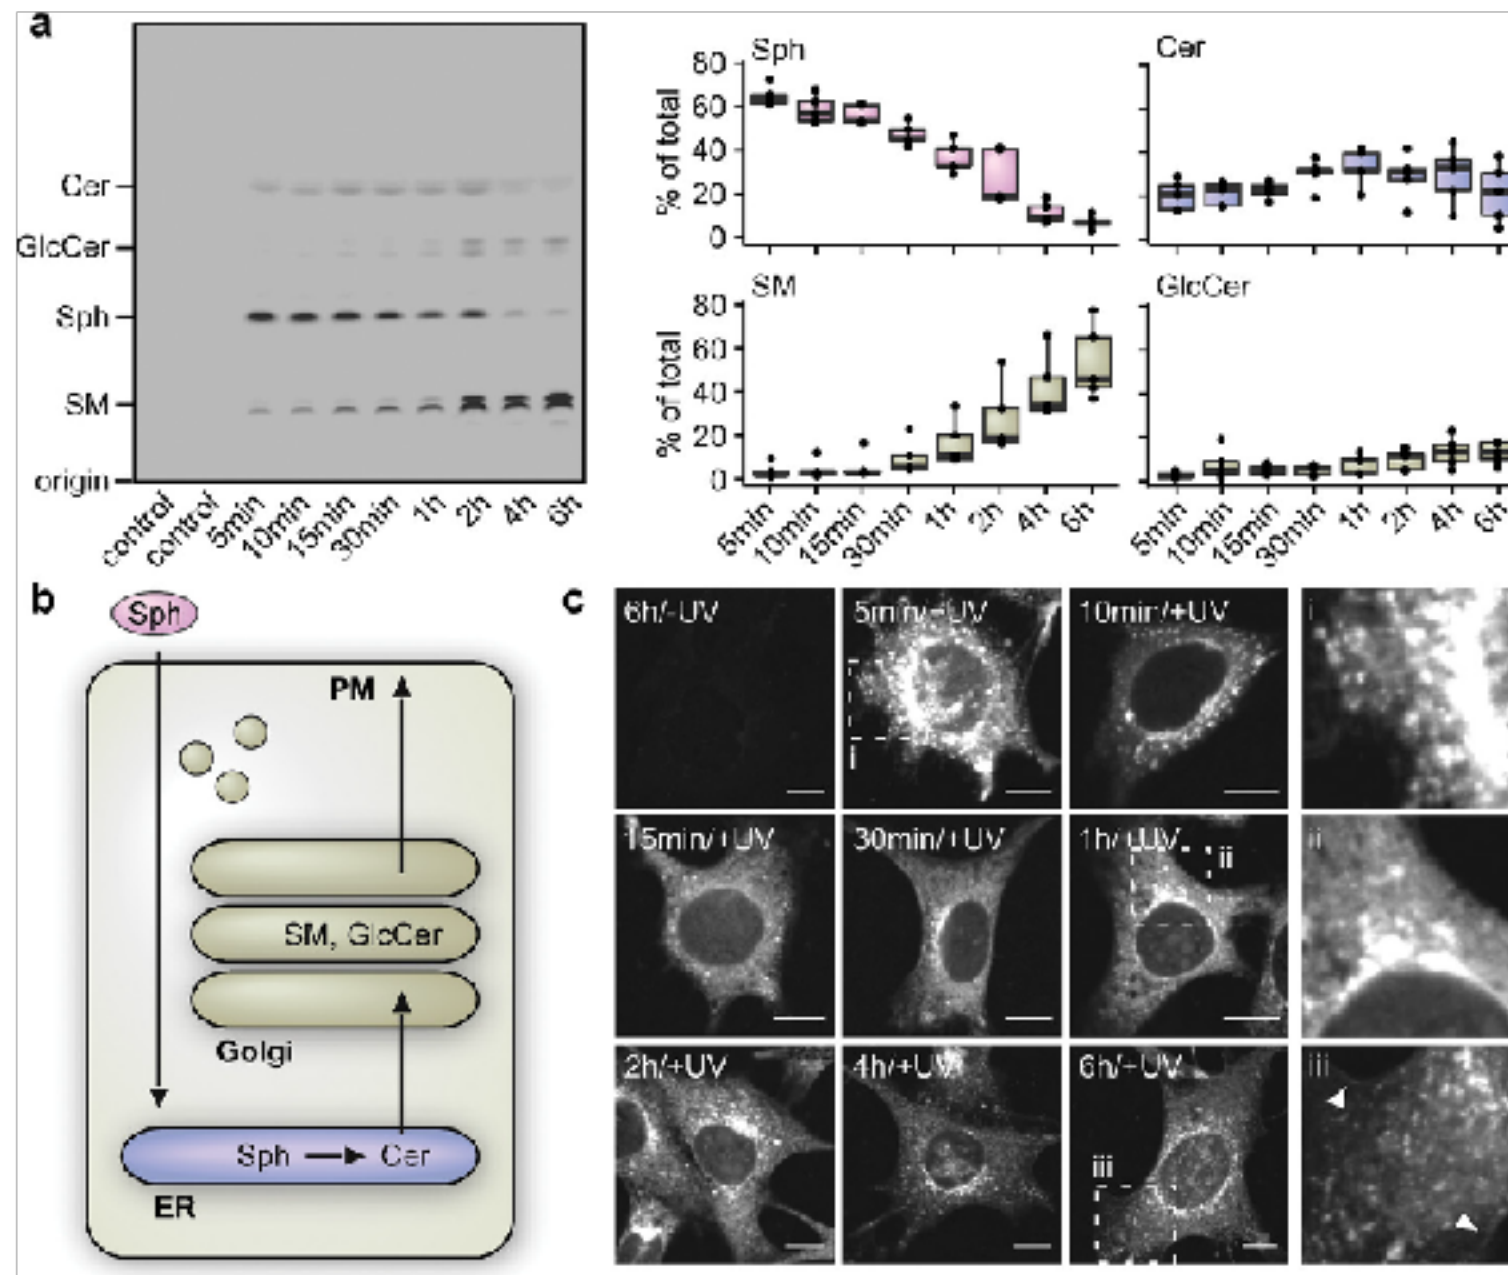 a
Cer
GlcCer
Sph
SM
origin
control
control
5min
10min
15min
30min
1h
2h
4h
6h
Sph
% of total
80
60
40
20
0
Cer
SM
% of total
80
60
40
20
0
5min
10min
15min
30min
1h
2h
4h
6h
GlcCer
5min
10min
15min
30min
1h
2h
4h
6h
b
Sph
PM
SM, GlcCer
Golgi
Sph
Cer
ER
c
6h/-UV
5min/+UV
i
10min/+UV
i
15min/+UV
30min/+UV
1h/+UV
ii
ii
2h/+UV
4h/+UV
6h/+UV
iii
iii